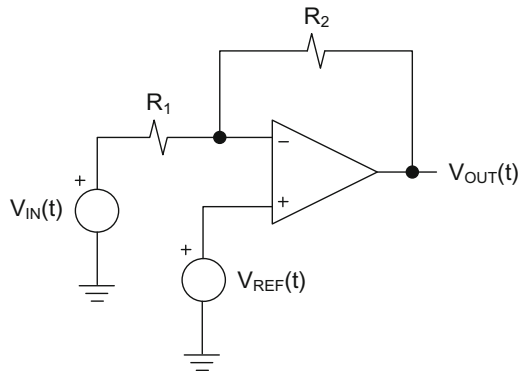 R2
R1
−
+
VOUT(t)
+
VIN(t)
+
VREF(t)